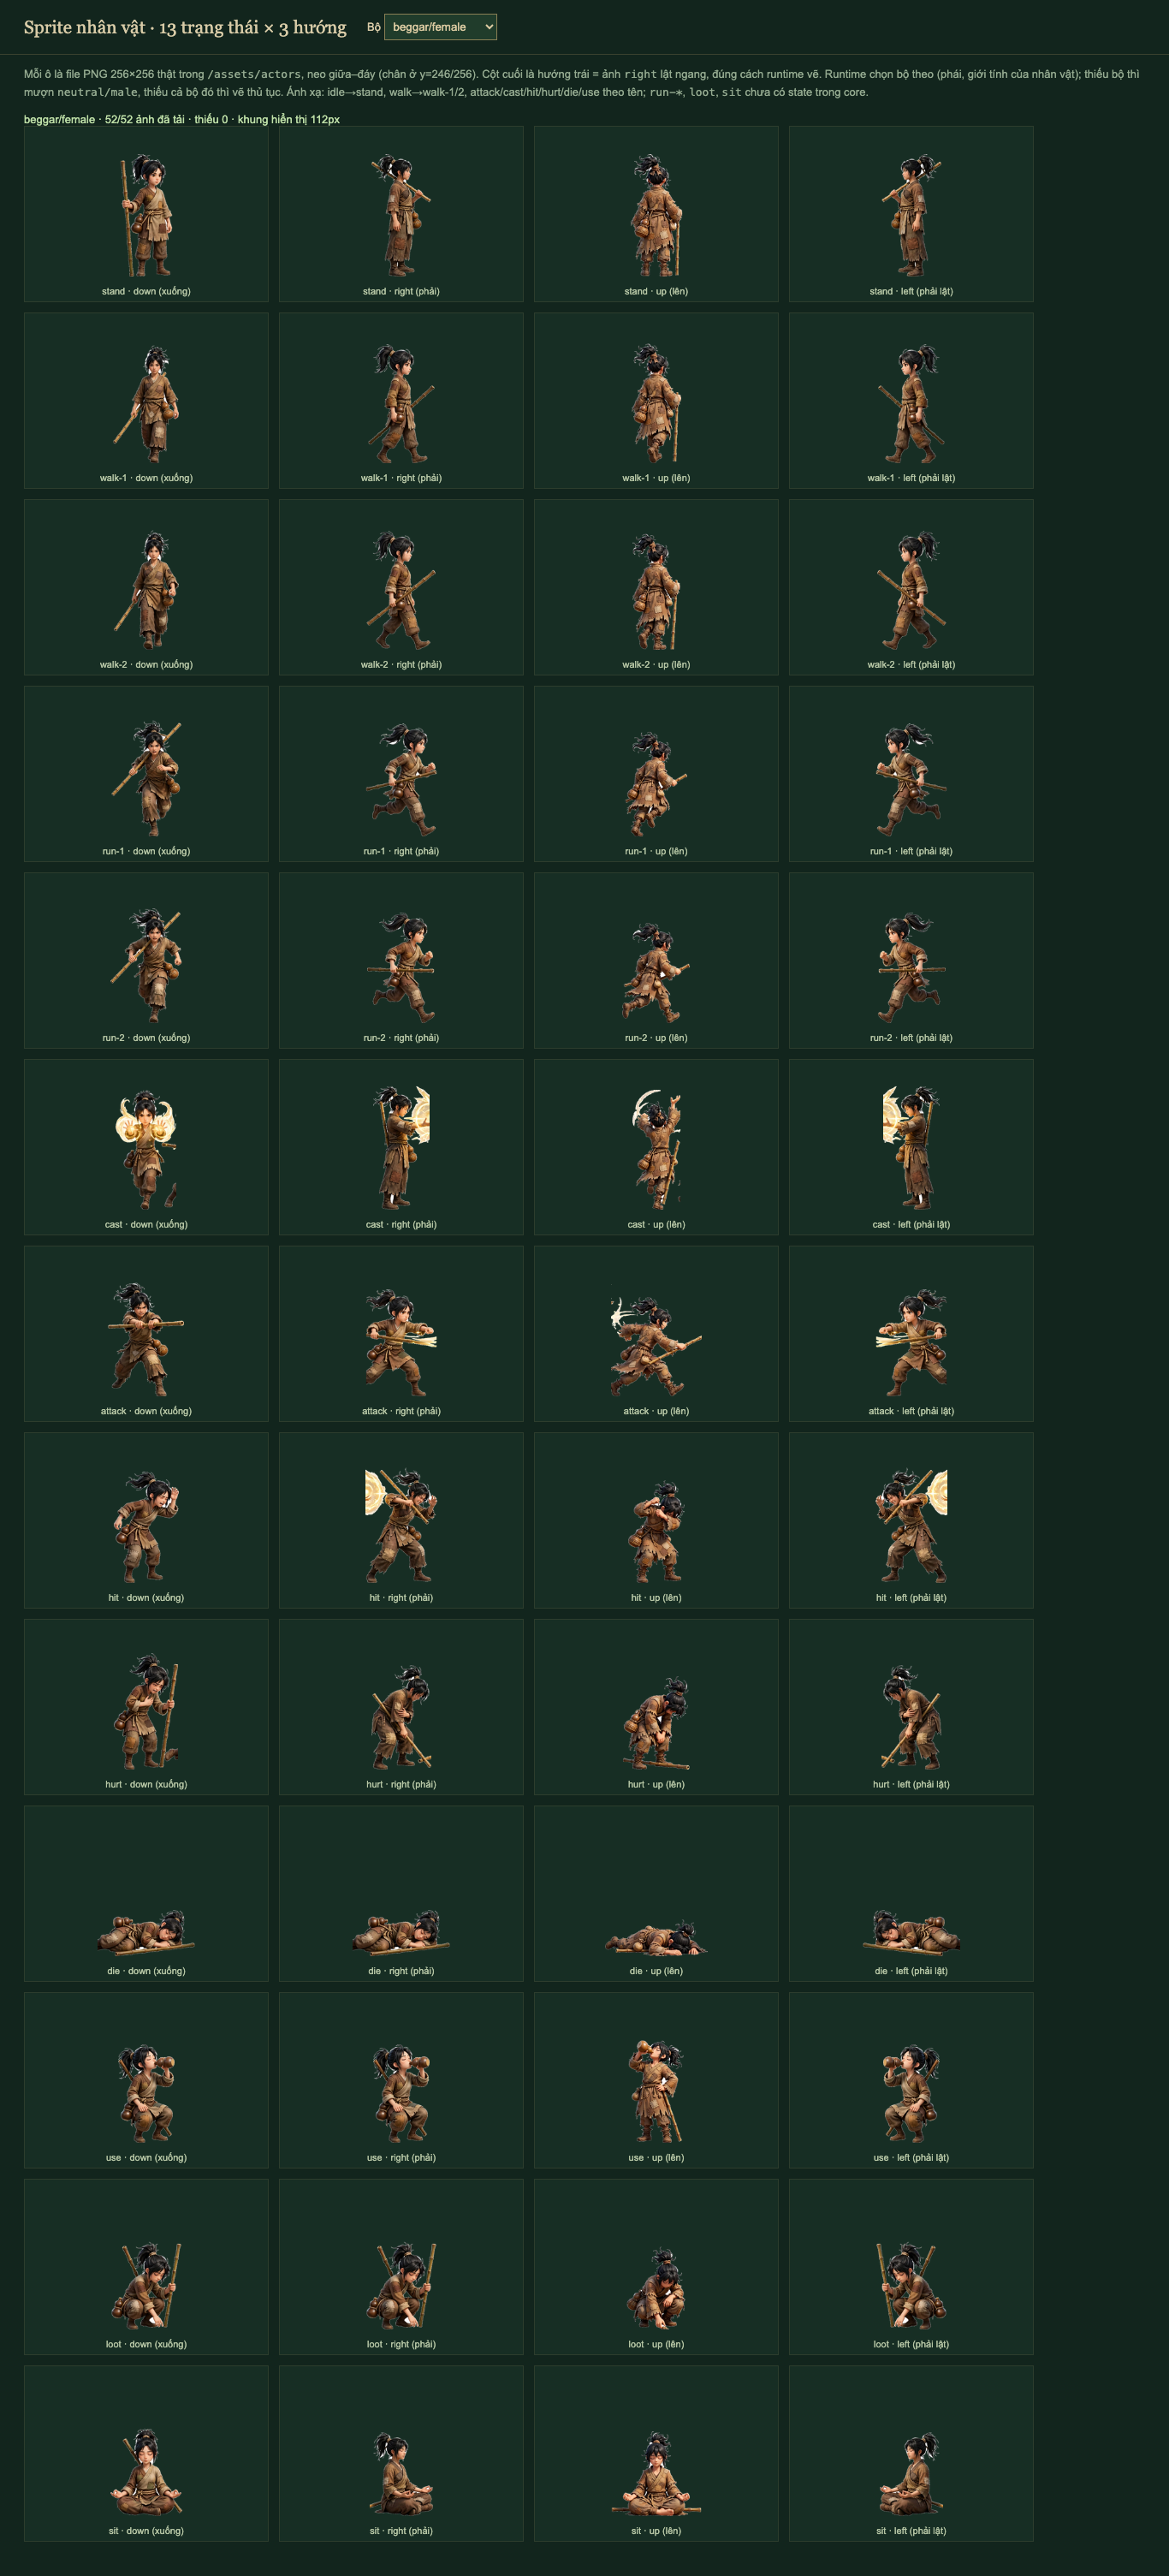 Sprite nhân vật · 13 trạng thái × 3 hướng Bộ beggar/female
Mỗi ô là file PNG 256×256 thật trong /assets/actors, neo giữa–đáy (chân ở y=246/256). Cột cuối là hướng trái = ảnh right lật ngang, đúng cách runtime vẽ. Runtime chọn bộ theo (phái, giới tính của nhân vật); thiếu bộ thì
mượn neutral/male, thiếu cả bộ đó thì vẽ thủ tục. Ánh xạ: idle→stand, walk→walk-1/2, attack/cast/hit/hurt/die/use theo tên; run-*, loot, sit chưa có state trong core.
beggar/female · 52/52 ảnh đã tải · thiếu 0 · khung hiển thị 112px
stand · down (xuống) stand · right (phải) stand · up (lên) stand · left (phải lật)
walk-1 · down (xuống) walk-1 · right (phải) walk-1 · up (lên) walk-1 · left (phải lật)
walk-2 · down (xuống) walk-2 · right (phải) walk-2 · up (lên) walk-2 · left (phải lật)
run-1 · down (xuống) run-1 · right (phải) run-1 · up (lên) run-1 · left (phải lật)
run-2 · down (xuống) run-2 · right (phải) run-2 · up (lên) run-2 · left (phải lật)
cast · down (xuống) cast · right (phải) cast · up (lên) cast · left (phải lật)
attack · down (xuống) attack · right (phải) attack · up (lên) attack · left (phải lật)
hit · down (xuống) hit · right (phải) hit · up (lên) hit · left (phải lật)
hurt · down (xuống) hurt · right (phải) hurt · up (lên) hurt · left (phải lật)
die · down (xuống) die · right (phải) die · up (lên) die · left (phải lật)
use · down (xuống) use · right (phải) use · up (lên) use · left (phải lật)
loot · down (xuống) loot · right (phải) loot · up (lên) loot · left (phải lật)
sit · down (xuống) sit · right (phải) sit · up (lên) sit · left (phải lật)